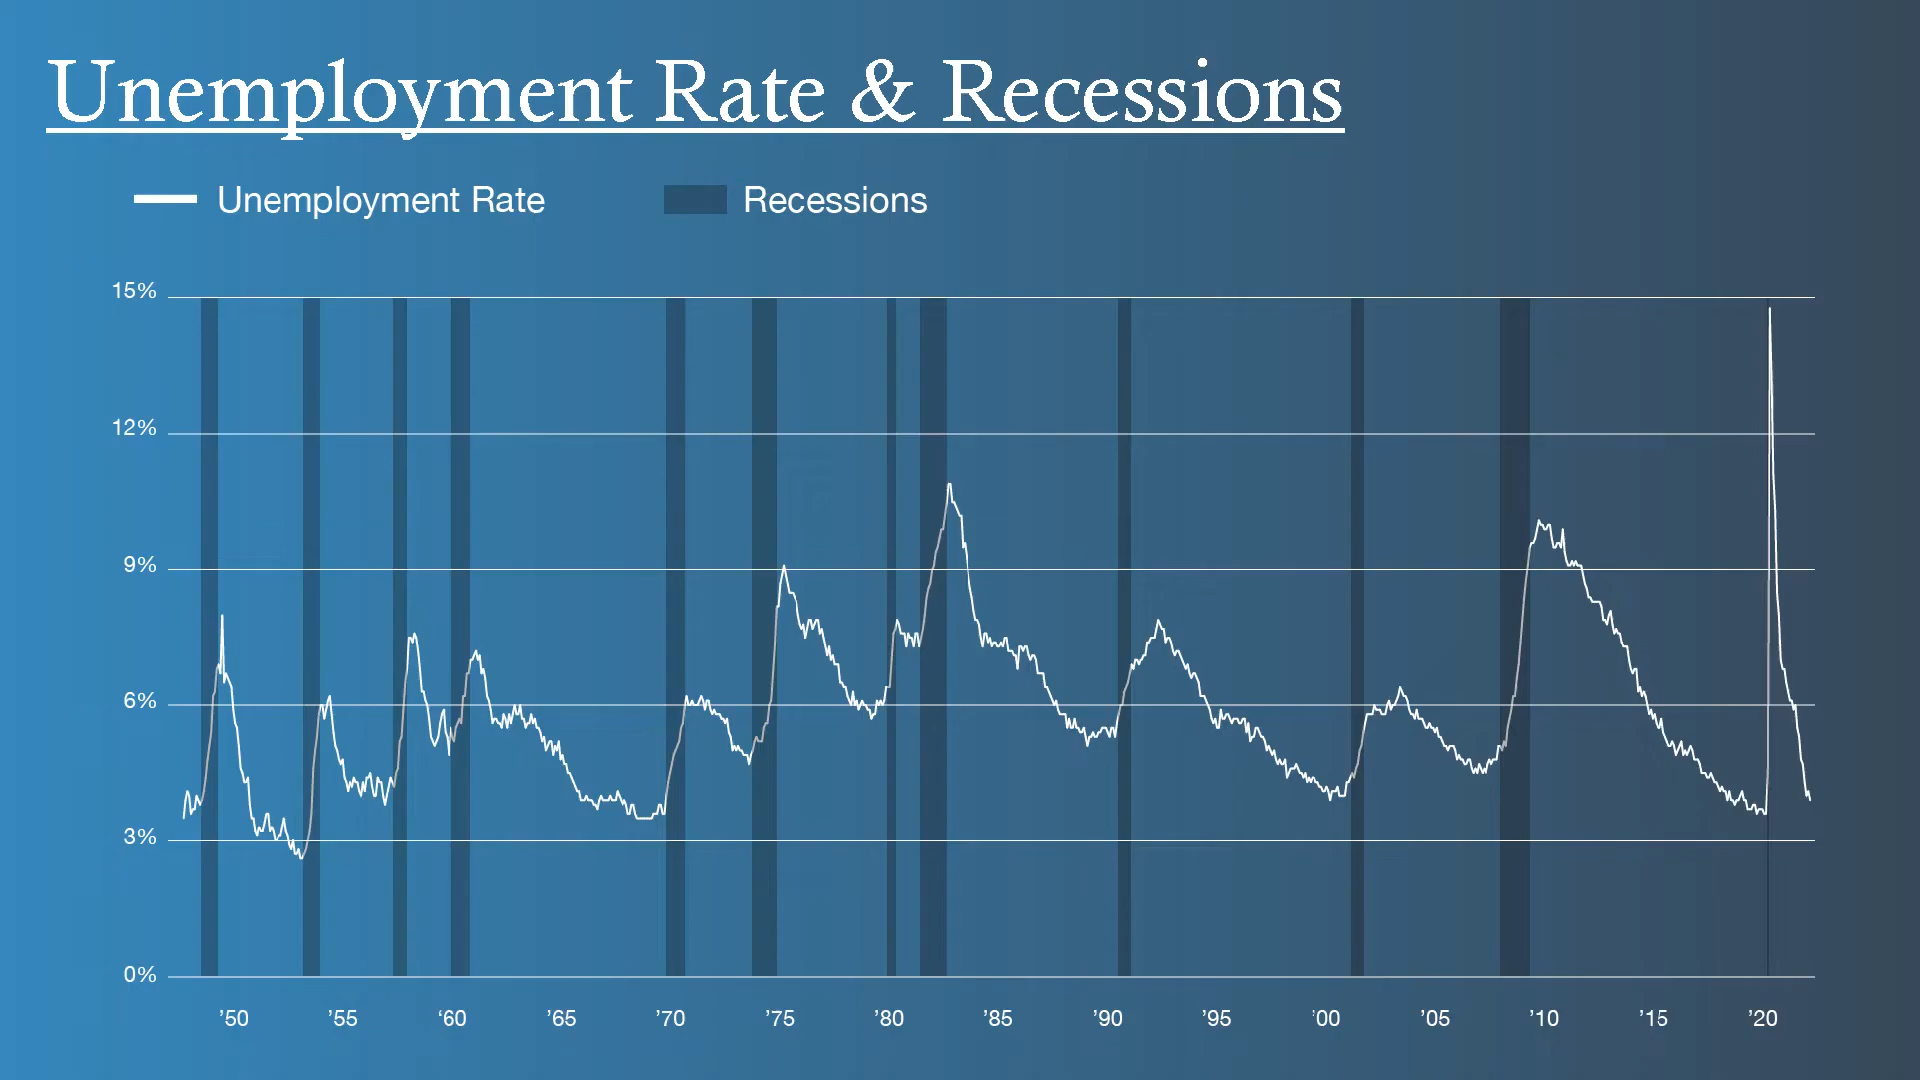 Unemployment Rate & Recessions
Unemployment Rate
Recessions
15%
12%
9%
6%
3%
0%
’50 ’55 ‘60 ’65 ’70 ’75 ’80 ’85 ’90 ’95 ’00 ’05 ’10 ’15 ’20